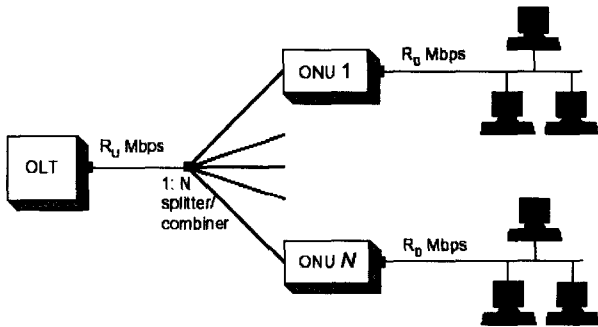 ONU 1
R_D Mbps
OLT
R_U Mbps
1: N
splitter/
combiner
ONU N
R_D Mbps